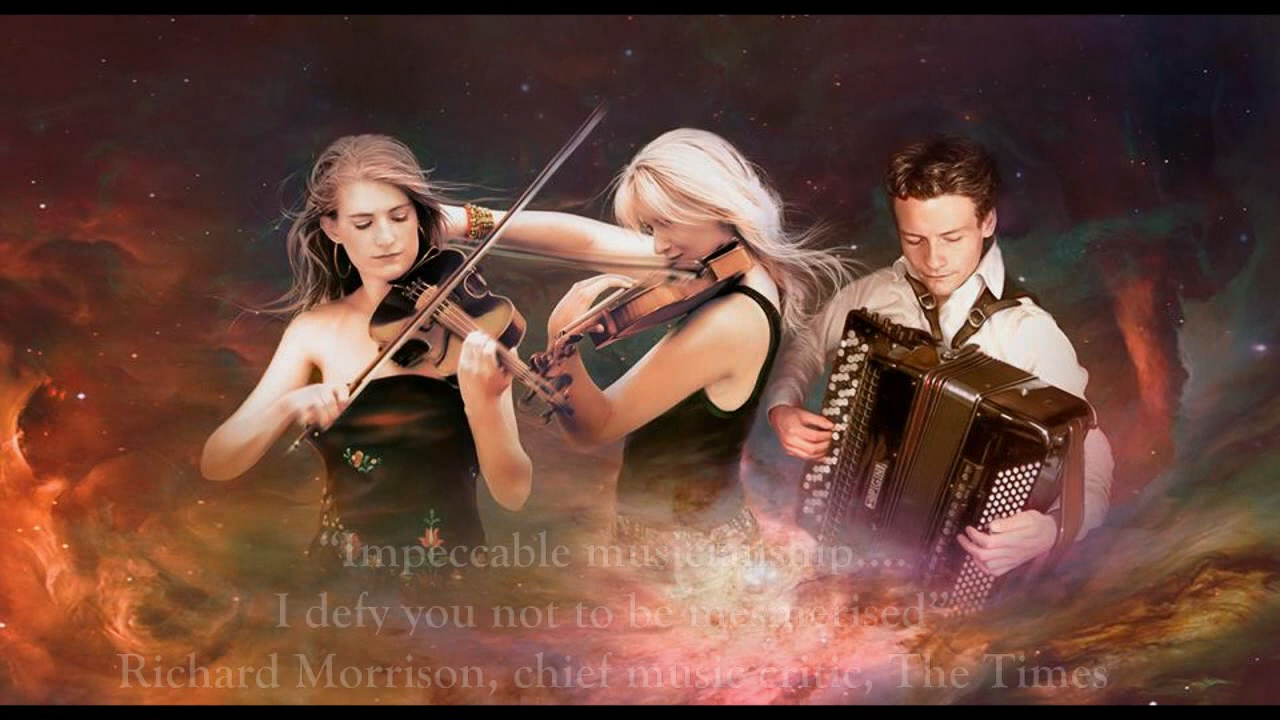 “Impeccable musicianship....
I defy you not to be mesmerised”
Richard Morrison, chief music critic, The Times